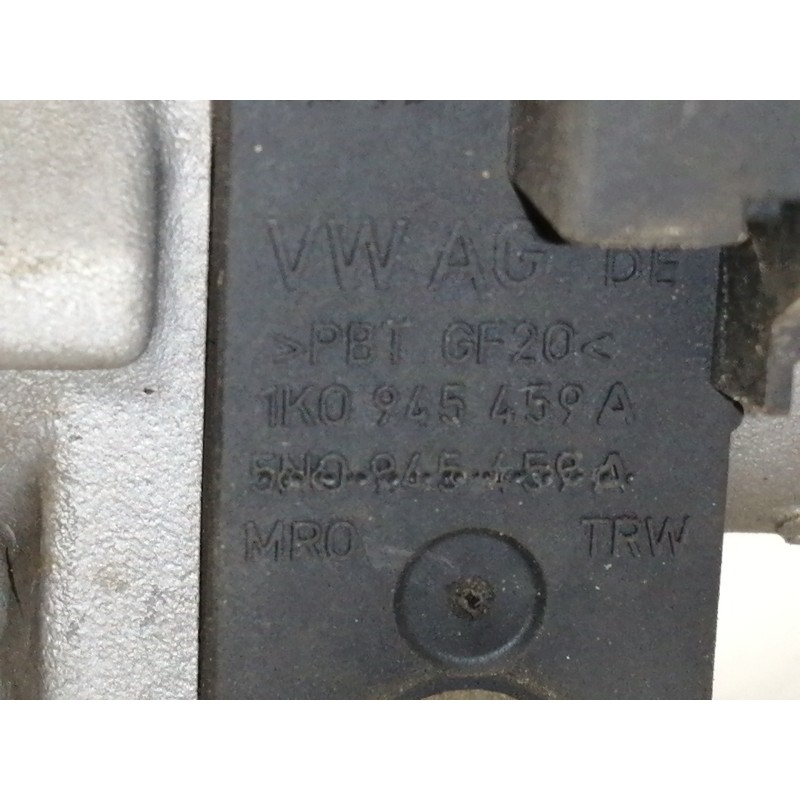 VW AG DE
>PBT GF20<
1K0 945 459 A
5N0 945 459 A
MRO TRW